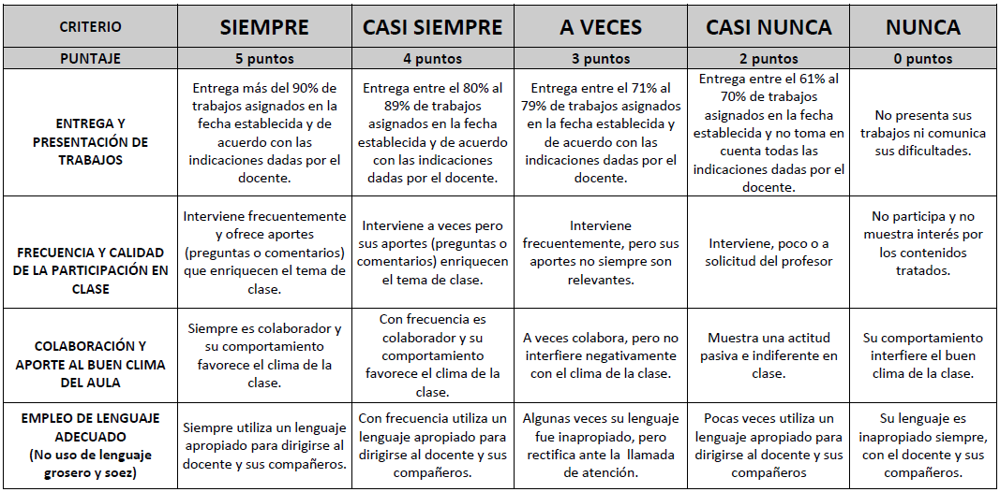 CRITERIO
SIEMPRE
CASI SIEMPRE
A VECES
CASI NUNCA
NUNCA
PUNTAJE
5 puntos
4 puntos
3 puntos
2 puntos
0 puntos
ENTREGA Y
PRESENTACIÓN DE
TRABAJOS
Entrega más del 90% de
trabajos asignados en la
fecha establecida y de
acuerdo con las
indicaciones dadas por el
docente.
Entrega entre el 80% al
89% de trabajos
asignados en la fecha
establecida y de acuerdo
con las indicaciones
dadas por el docente.
Entrega entre el 71% al
79% de trabajos asignados
en la fecha establecida y
de acuerdo con las
indicaciones dadas por el
docente.
Entrega entre el 61% al
70% de trabajos
asignados en la fecha
establecida y no toma en
cuenta todas las
indicaciones dadas por el
docente.
No presenta sus
trabajos ni comunica
sus dificultades.
FRECUENCIA Y CALIDAD
DE LA PARTICIPACIÓN EN
CLASE
Interviene frecuentemente
y ofrece aportes
(preguntas o comentarios)
que enriquecen el tema de
clase.
Interviene a veces pero
sus aportes (preguntas o
comentarios) enriquecen
el tema de clase.
Interviene
frecuentemente, pero sus
aportes no siempre son
relevantes.
Interviene, poco o a
solicitud del profesor
No participa y no
muestra interés por
los contenidos
tratados.
COLABORACIÓN Y
APORTE AL BUEN CLIMA
DEL AULA
Siempre es colaborador y
su comportamiento
favorece el clima de la
clase.
Con frecuencia es
colaborador y su
comportamiento
favorece el clima de la
clase.
A veces colabora, pero no
interfiere negativamente
con el clima de la clase.
Muestra una actitud
pasiva e indiferente en
clase.
Su comportamiento
interfiere el buen
clima de la clase.
EMPLEO DE LENGUAJE
ADECUADO
(No uso de lenguaje
grosero y soez)
Siempre utiliza un lenguaje
apropiado para dirigirse al
docente y sus compañeros.
Con frecuencia utiliza un
lenguaje apropiado para
dirigirse al docente y sus
compañeros.
Algunas veces su lenguaje
fue inapropiado, pero
rectifica ante la llamada
de atención.
Pocas veces utiliza un
lenguaje apropiado para
dirigirse al docente y sus
compañeros
Su lenguaje es
inapropiado siempre,
con el docente y sus
compañeros.